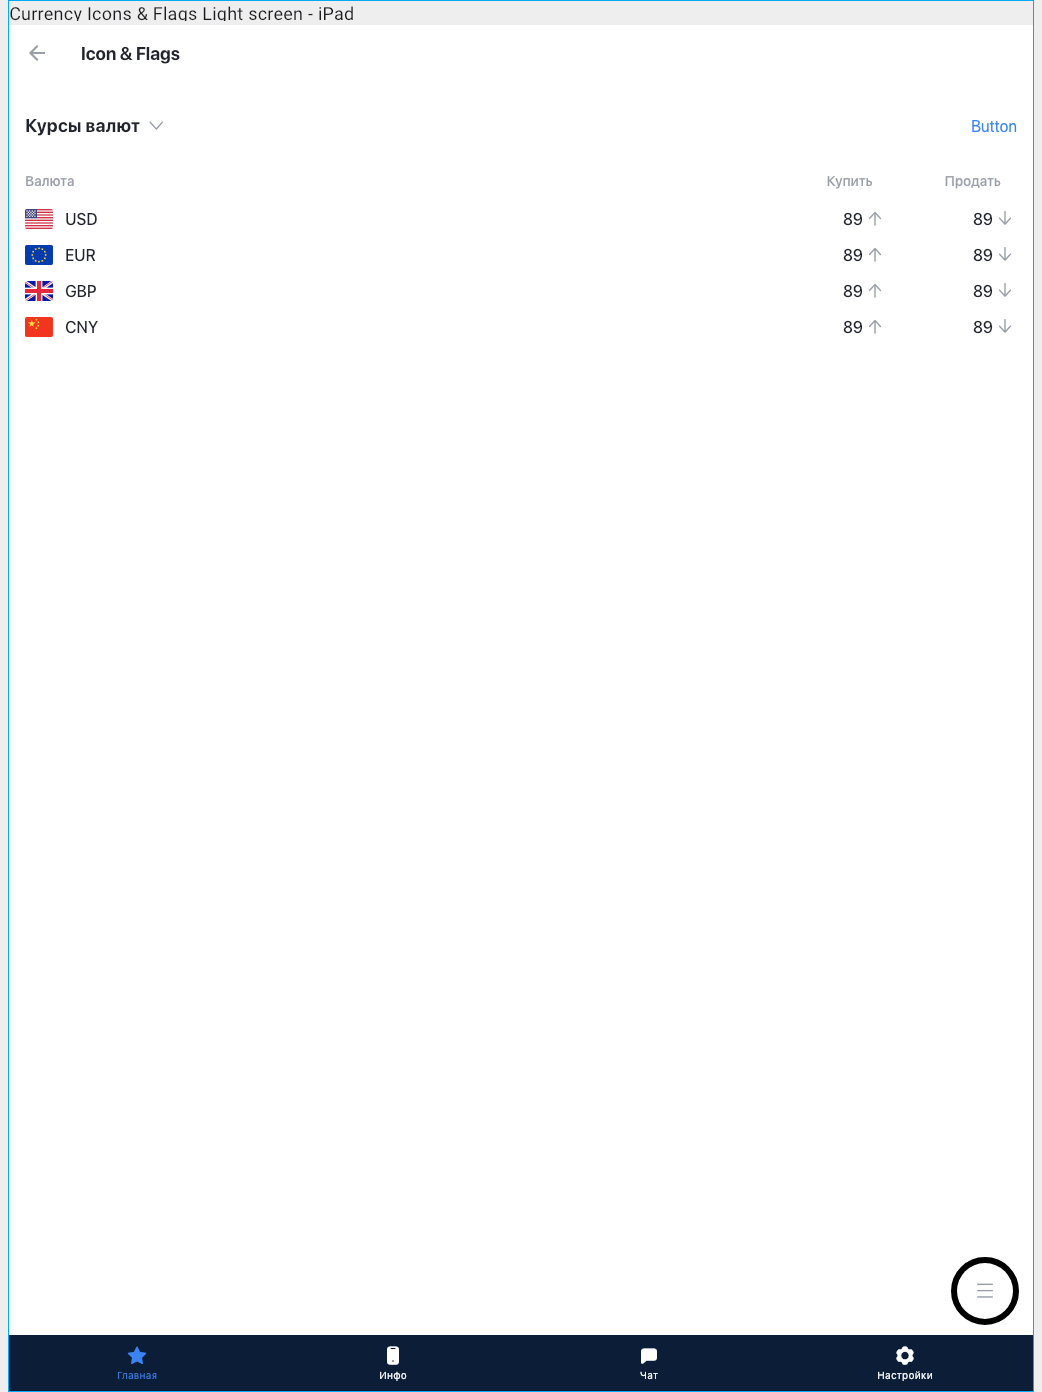 Currency Icons & Flags Light screen - iPad
Icon & Flags
Курсы валют Button
Валюта Купить Продать
USD 89 89
EUR 89 89
GBP 89 89
CNY 89 89
Главная Инфо Чат Настройки